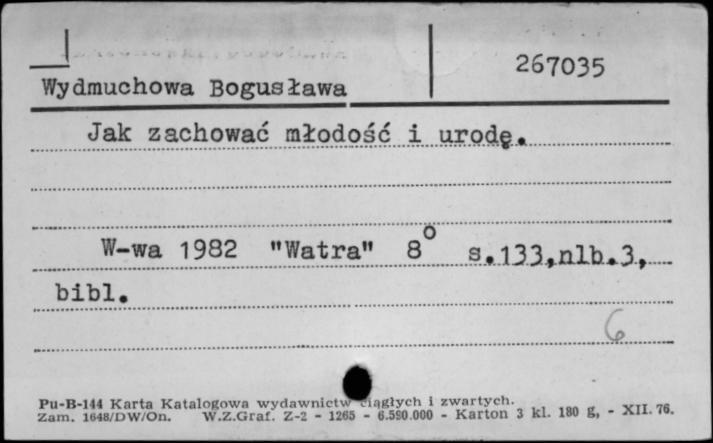 267035
Wydmuchowa Bogusława
Jak zachować młodość i urodę.
W-wa 1982 "Watra" 8° s.133,nlb.3,
bibl.
6
Pu-B-144 Karta Katalogowa wydawnictw ciągłych i zwartych.
Zam. 1648/DW/On. W.Z.Graf. Z-2 - 1265 - 6.590.000 - Karton 3 kl. 180 g, - XII. 76.